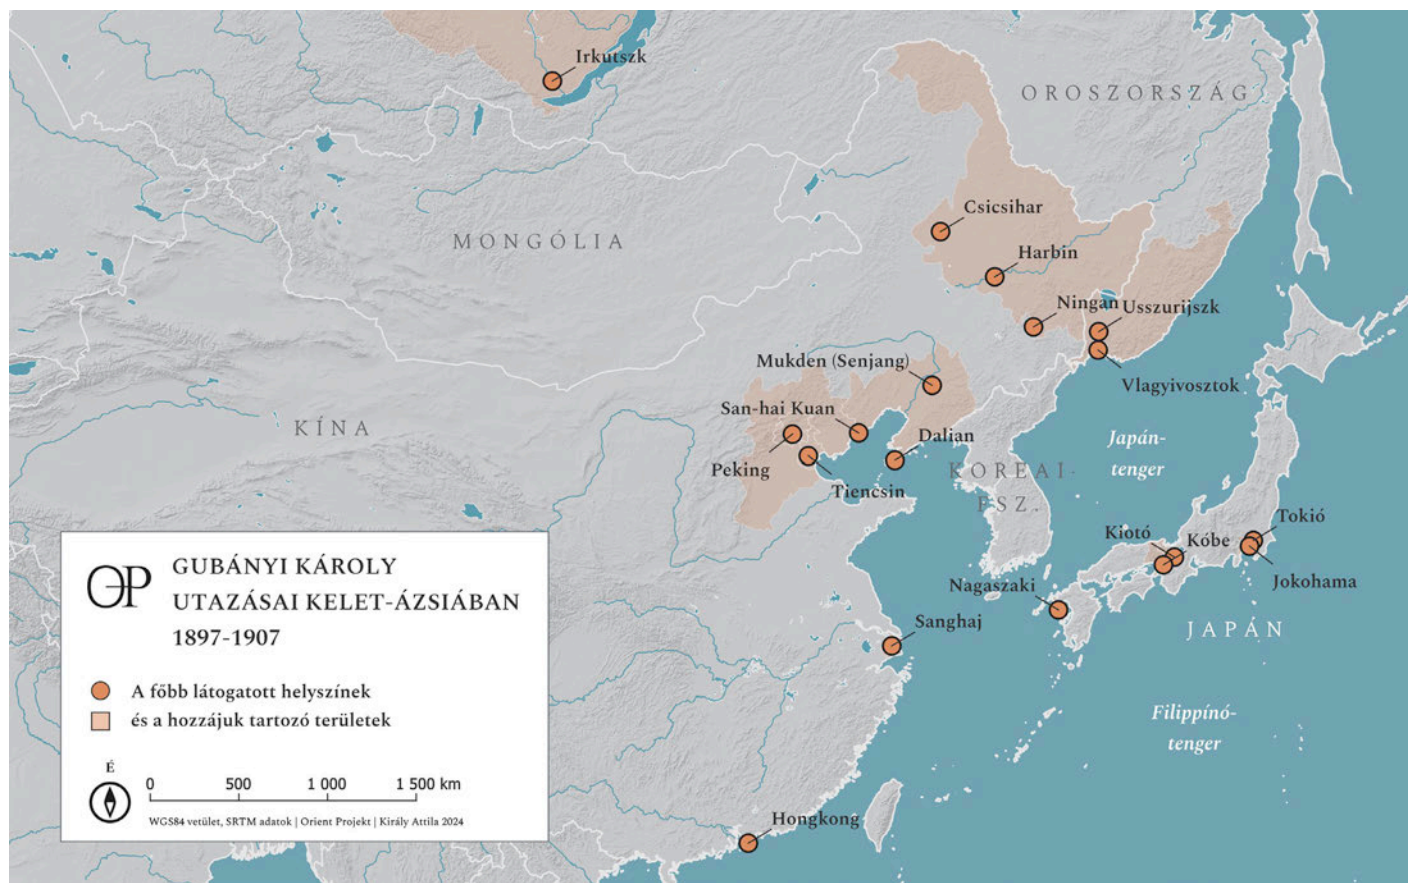 Irkutszk
OROSZORSZÁG
Csicsihar
MONGÓLIA
Harbin
Ningan
Usszurijszk
Mukden (Senjang)
Vlagyivosztok
San-hai Kuan
KÍNA
Dalian
Japán-
tenger
Peking
KOREAI-
FSZ.
Tiencsin
Tokió
Kiotó
Kóbe
Jokohama
Nagaszaki
Sanghaj
JAPÁN
Filippínó-
tenger
Hongkong
OP
GUBÁNYI KÁROLY
UTAZÁSAI KELET-ÁZSIÁBAN
1897-1907
A főbb látogatott helyszínek
és a hozzájuk tartozó területek
É
0 500 1 000 1 500 km
WGS84 vetület, SRTM adatok | Orient Projekt | Király Attila 2024